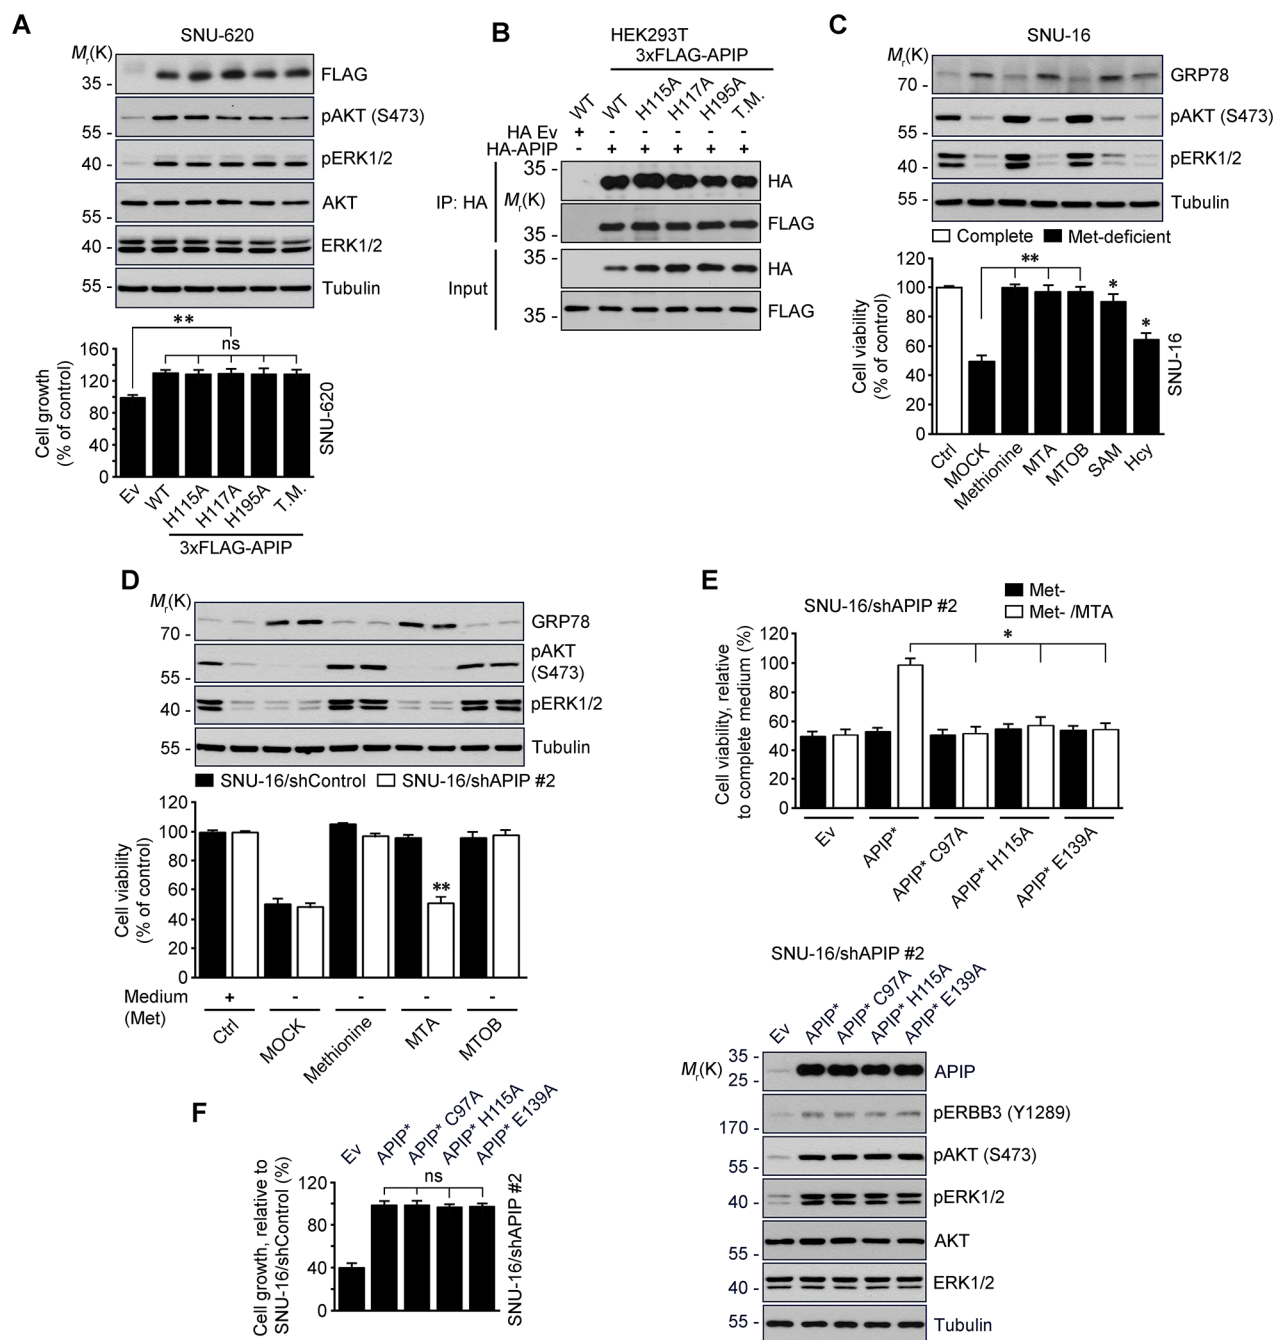 A
SNU-620
Mr(K)
35 -
FLAG
55 -
pAKT (S473)
40 -
pERK1/2
55 -
AKT
40 -
ERK1/2
55 -
Tubulin
**
ns
160
120
80
40
0
Cell growth
(% of control)
SNU-620
Ev
WT
H115A
H117A
H195A
T.M.
3xFLAG-APIP
B
HEK293T
3xFLAG-APIP
WT
WT
H115A
H117A
H195A
T.M.
HA Ev + - - - - -
HA-APIP - + + + + +
IP: HA
Mr(K)
35 -
HA
35 -
FLAG
Input
35 -
HA
35 -
FLAG
C
SNU-16
Mr(K)
70 -
GRP78
55 -
pAKT (S473)
40 -
pERK1/2
55 -
Tubulin
Complete Met-deficient
**
*
*
120
100
80
60
40
20
0
Cell viability
(% of control)
SNU-16
Ctrl
MOCK
Methionine
MTA
MTOB
SAM
Hcy
D
Mr(K)
70 -
GRP78
55 -
pAKT
(S473)
40 -
pERK1/2
55 -
Tubulin
SNU-16/shControl SNU-16/shAPIP #2
120
100
80
60
40
20
0
Cell viability
(% of control)
**
Medium
(Met)
+ - - - -
Ctrl
MOCK
Methionine
MTA
MTOB
E
Met-
Met- /MTA
SNU-16/shAPIP #2
*
120
100
80
60
40
20
0
Cell viability, relative
to complete medium (%)
Ev
APIP*
APIP* C97A
APIP* H115A
APIP* E139A
SNU-16/shAPIP #2
Ev
APIP*
APIP* C97A
APIP* H115A
APIP* E139A
Mr(K)
35 -
25 -
APIP
170 -
pERBB3 (Y1289)
55 -
pAKT (S473)
40 -
pERK1/2
55 -
AKT
40 -
ERK1/2
55 -
Tubulin
F
Ev
APIP*
APIP* C97A
APIP* H115A
APIP* E139A
ns
120
80
40
0
Cell growth, relative to
SNU-16/shControl (%)
SNU-16/shAPIP #2